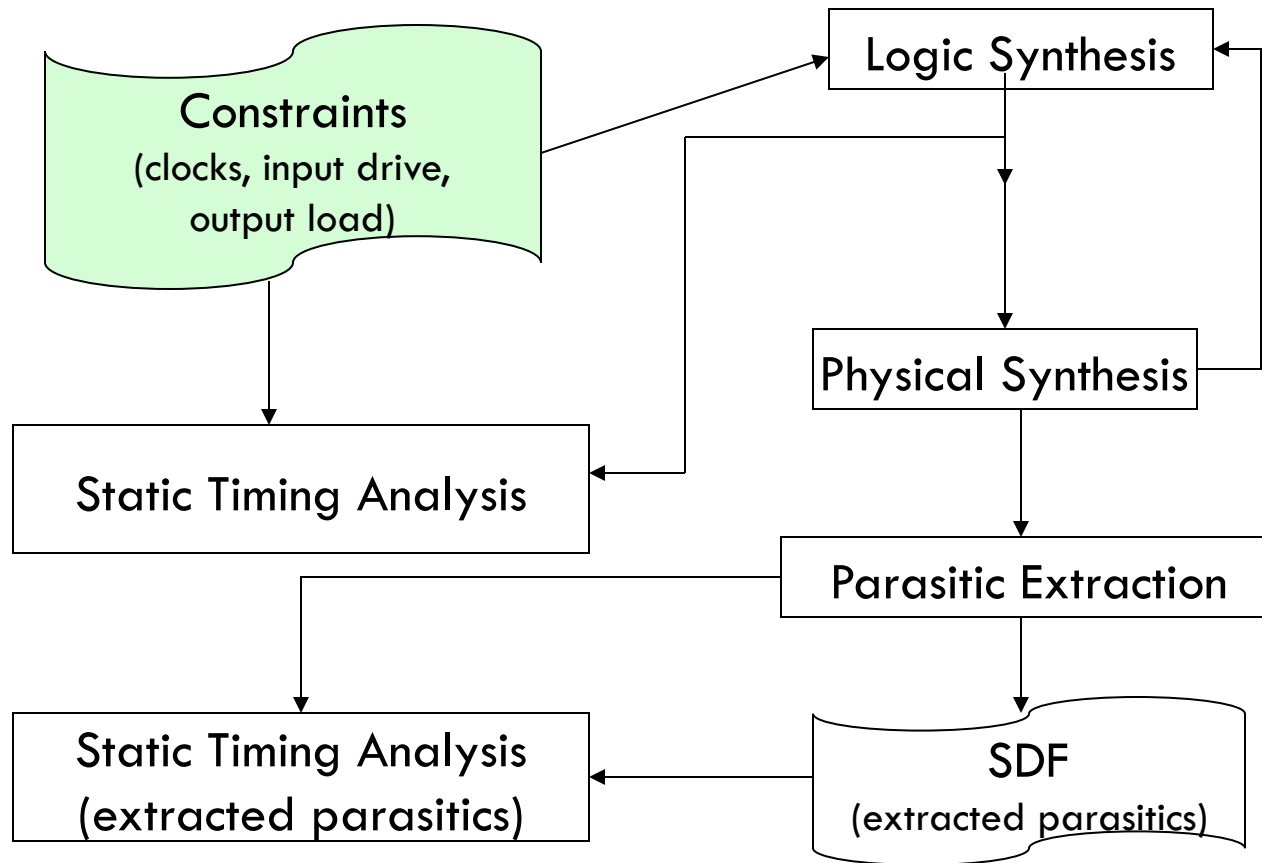 Logic Synthesis
Constraints
(clocks, input drive,
output load)
Physical Synthesis
Static Timing Analysis
Parasitic Extraction
Static Timing Analysis
(extracted parasitics)
SDF
(extracted parasitics)